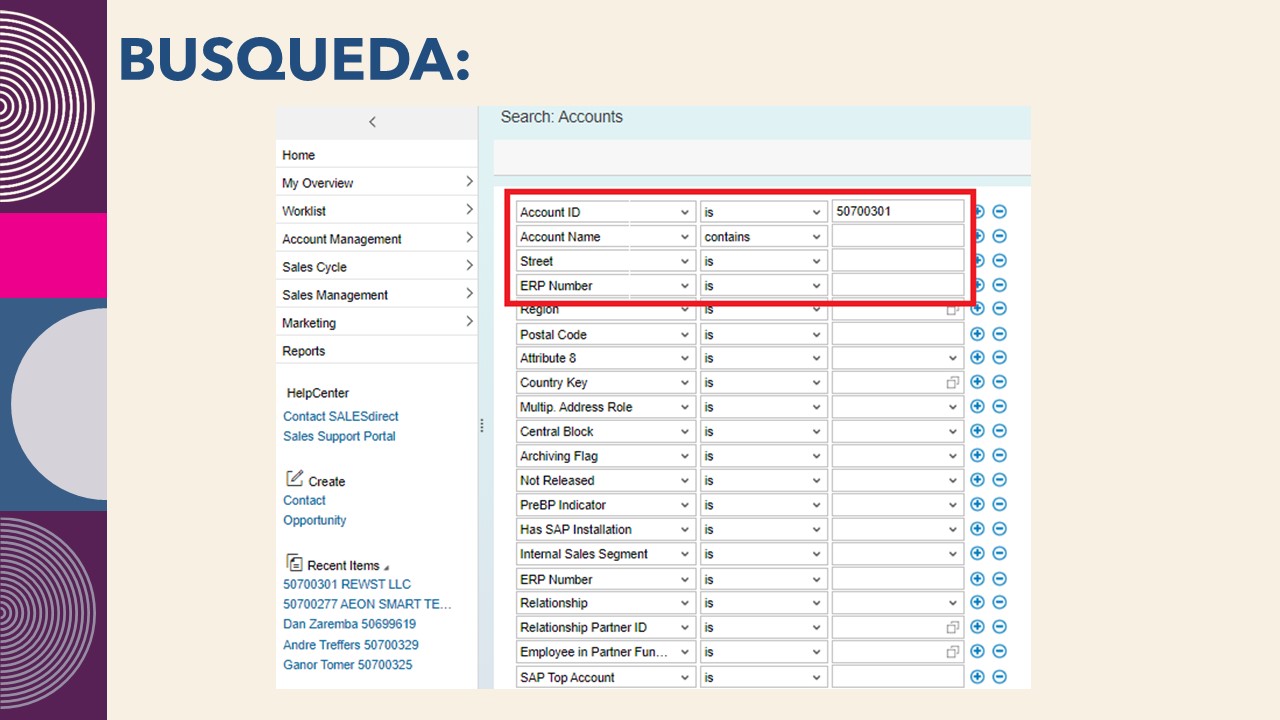 BUSQUEDA:
Search: Accounts
Home
My Overview
Worklist
Account Management
Sales Cycle
Sales Management
Marketing
Reports
HelpCenter
Contact SALESdirect
Sales Support Portal
Create
Contact
Opportunity
Recent Items
50700301 REWST LLC
50700277 AEON SMART TE...
Dan Zaremba 50699619
Andre Treffers 50700329
Ganor Tomer 50700325
Account ID is 50700301
Account Name contains
Street is
ERP Number is
Region is
Postal Code is
Attribute 8 is
Country Key is
Multip. Address Role is
Central Block is
Archiving Flag is
Not Released is
PreBP Indicator is
Has SAP Installation is
Internal Sales Segment is
ERP Number is
Relationship is
Relationship Partner ID is
Employee in Partner Fun... is
SAP Top Account is